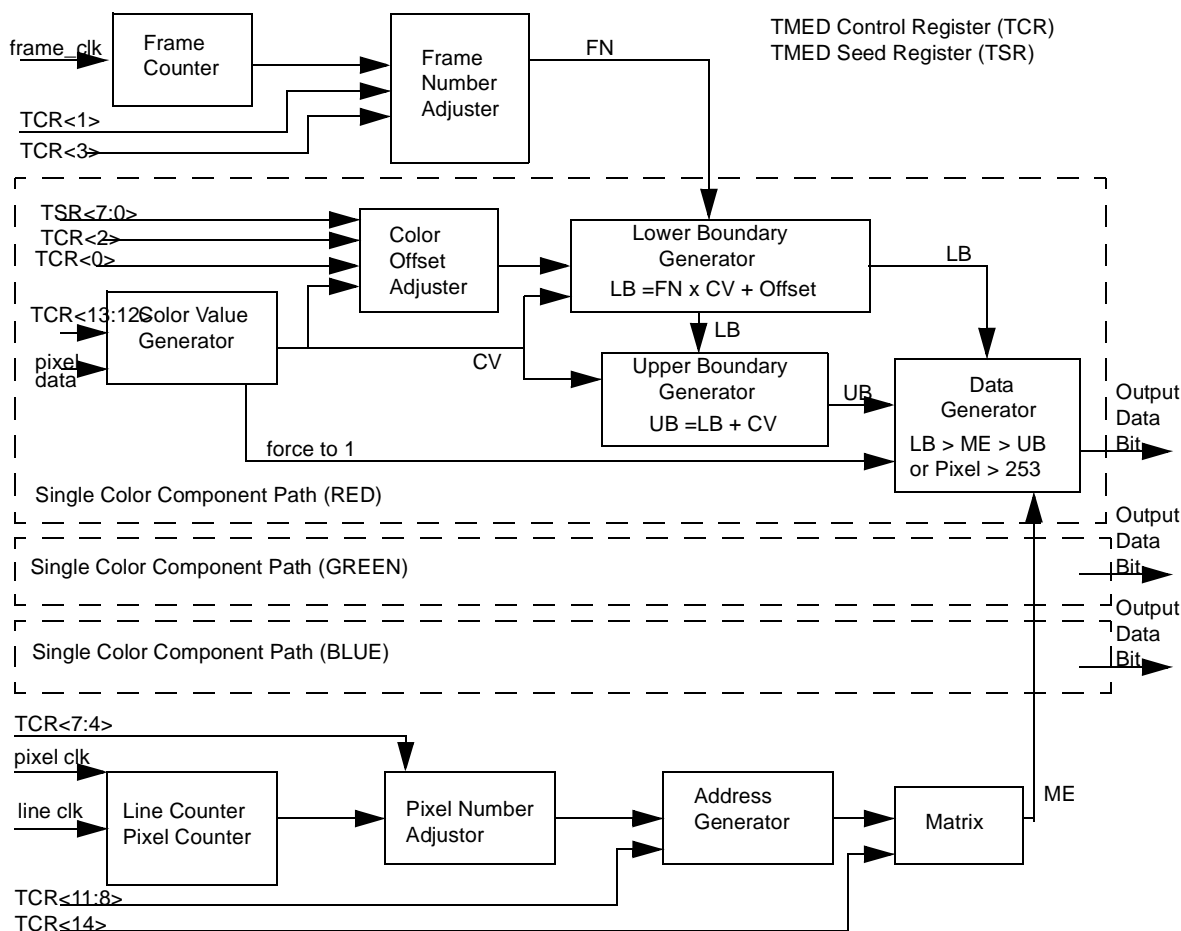 TMED Control Register (TCR)
TMED Seed Register (TSR)
frame_clk
Frame
Counter
Frame
Number
Adjuster
FN
TCR<1>
TCR<3>
TSR<7:0>
TCR<2>
TCR<0>
Color
Offset
Adjuster
Lower Boundary
Generator
LB =FN x CV + Offset
LB
TCR<13:12>
Color Value
Generator
pixel
data
CV
LB
Upper Boundary
Generator
UB =LB + CV
UB
Data
Generator
LB > ME > UB
or Pixel > 253
Output
Data
Bit
force to 1
Single Color Component Path (RED)
Output
Data
Bit
Single Color Component Path (GREEN)
Output
Data
Bit
Single Color Component Path (BLUE)
TCR<7:4>
pixel clk
line clk
Line Counter
Pixel Counter
Pixel Number
Adjustor
Address
Generator
Matrix
ME
TCR<11:8>
TCR<14>